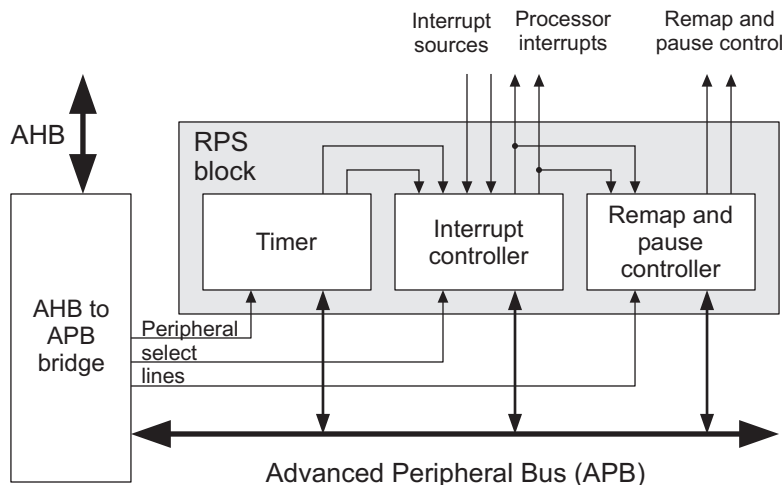 Interrupt
sources
Processor
interrupts
Remap and
pause control
AHB
RPS
block
Timer
Interrupt
controller
Remap and
pause
controller
AHB to
APB
bridge
Peripheral
select
lines
Advanced Peripheral Bus (APB)